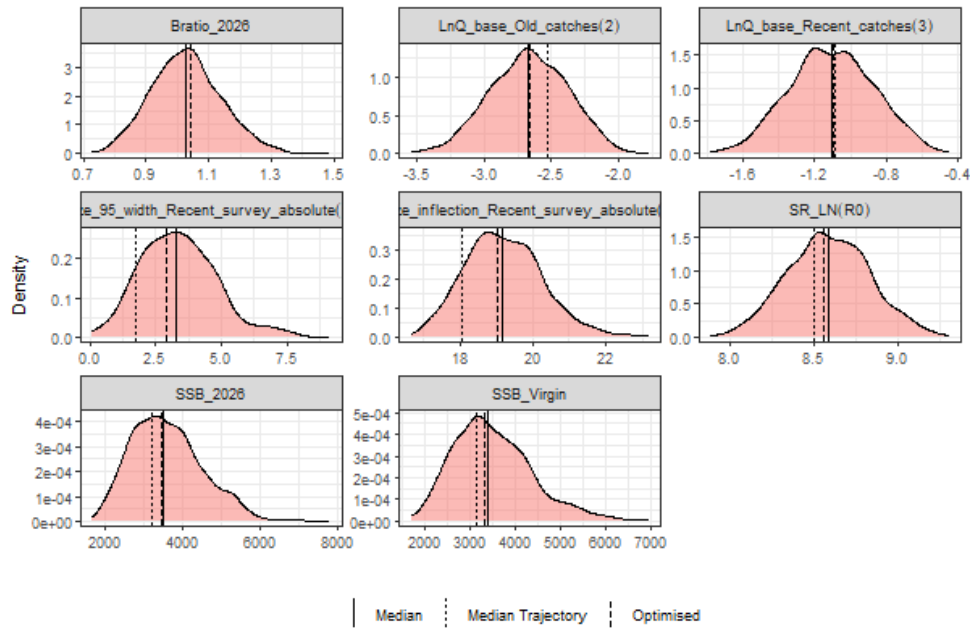 Bratio_2026
LnQ_base_Old_catches(2)
LnQ_base_Recent_catches(3)
3
2
1
0
0.7 0.9 1.1 1.3 1.5
1.0
0.5
0.0
-3.5 -3.0 -2.5 -2.0
1.5
1.0
0.5
0.0
-1.6 -1.2 -0.8 -0.4
ze_95_width_Recent_survey_absolute(
ze_inflection_Recent_survey_absolute(
SR_LN(R0)
0.2
0.1
0.0
0.0 2.5 5.0 7.5
0.3
0.2
0.1
0.0
18 20 22
1.5
1.0
0.5
0.0
8.0 8.5 9.0
Density
SSB_2026
SSB_Virgin
4e-04
3e-04
2e-04
1e-04
0e+00
2000 4000 6000 8000
5e-04
4e-04
3e-04
2e-04
1e-04
0e+00
2000 3000 4000 5000 6000 7000
Median Median Trajectory Optimised